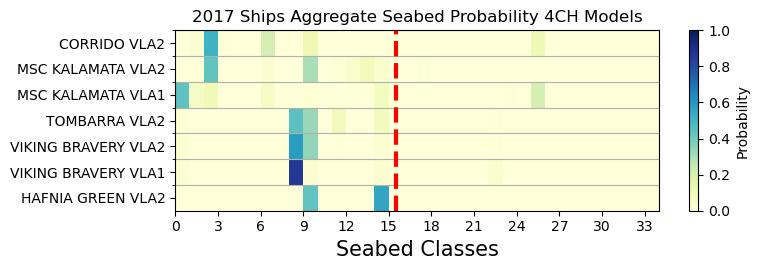 2017 Ships Aggregate Seabed Probability 4CH Models
CORRIDO VLA2
MSC KALAMATA VLA2
MSC KALAMATA VLA1
TOMBARRA VLA2
VIKING BRAVERY VLA2
VIKING BRAVERY VLA1
HAFNIA GREEN VLA2
0 3 6 9 12 15 18 21 24 27 30 33
Seabed Classes
1.0
0.8
0.6
0.4
0.2
0.0
Probability